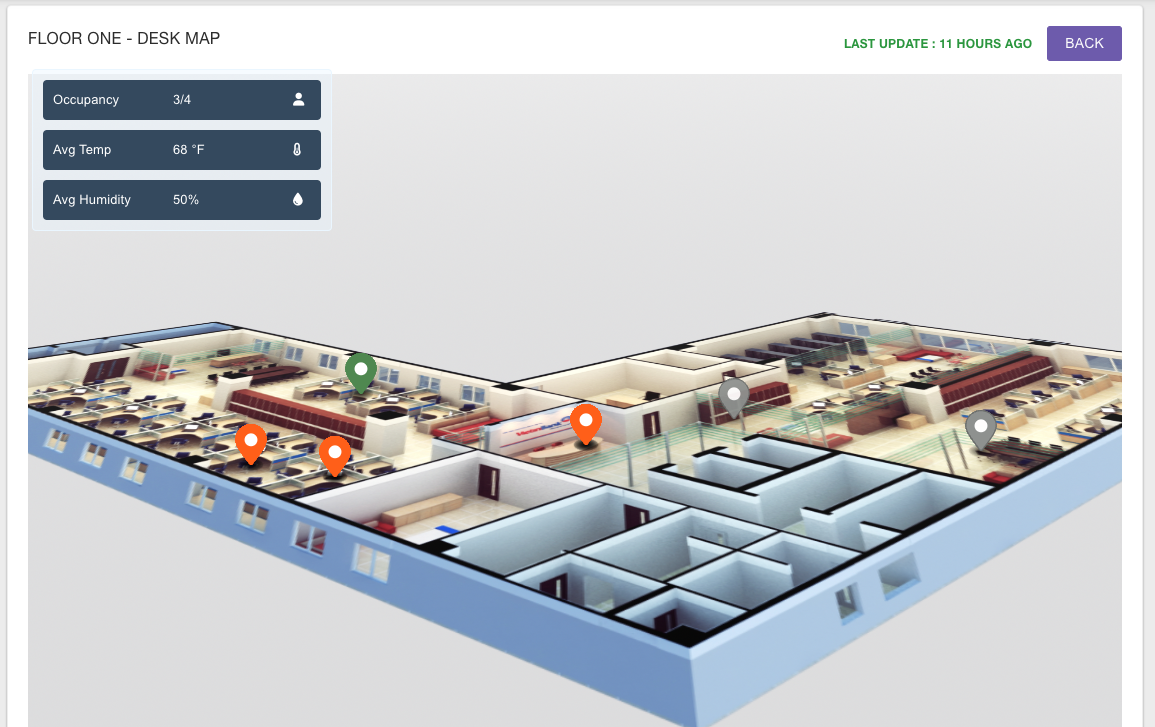 FLOOR ONE - DESK MAP
LAST UPDATE : 11 HOURS AGO
BACK
Occupancy 3/4
Avg Temp 68 °F
Avg Humidity 50%